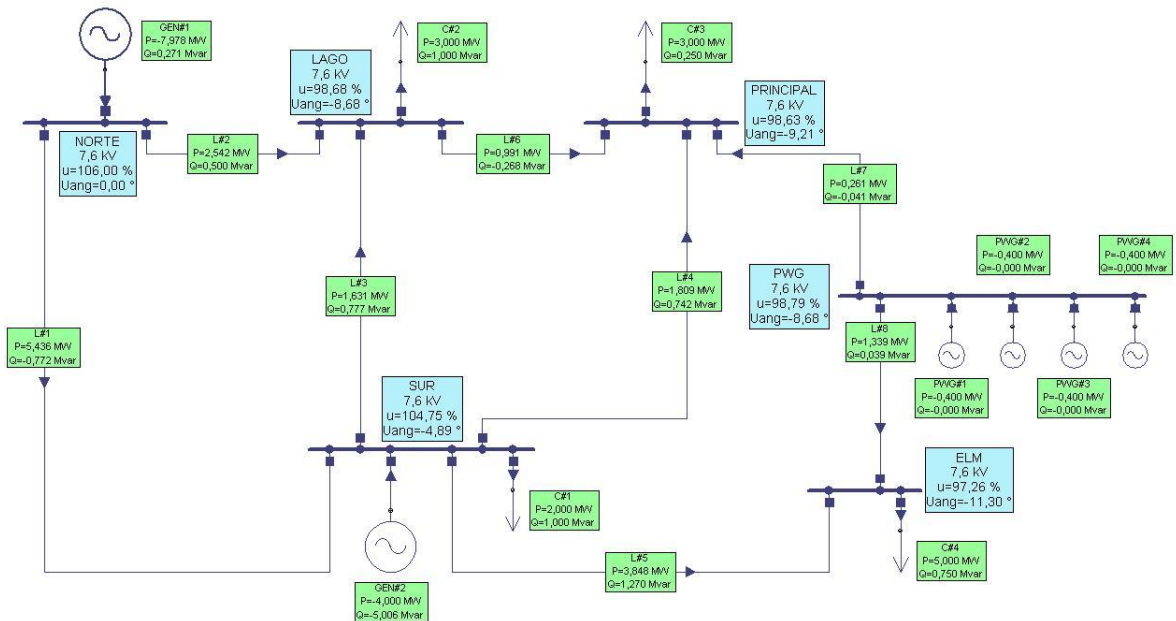 GEN#1
P=-7,978 MW
Q=0,271 Mvar
C#2
P=3,000 MW
Q=1,000 Mvar
C#3
P=3,000 MW
Q=0,250 Mvar
LAGO
7,6 kV
u=98,68 %
Uang=-8,68 °
PRINCIPAL
7,6 kV
u=98,63 %
Uang=-9,21 °
NORTE
7,6 kV
u=106,00 %
Uang=0,00 °
L#2
P=2,542 MW
Q=0,500 Mvar
L#6
P=0,991 MW
Q=-0,268 Mvar
L#7
P=0,261 MW
Q=-0,041 Mvar
PWG#2
P=-0,400 MW
Q=-0,000 Mvar
PWG#4
P=-0,400 MW
Q=-0,000 Mvar
L#3
P=1,631 MW
Q=0,777 Mvar
L#4
P=1,809 MW
Q=0,742 Mvar
PWG
7,6 kV
u=98,79 %
Uang=-8,68 °
L#1
P=5,436 MW
Q=-0,772 Mvar
L#8
P=1,339 MW
Q=0,039 Mvar
PWG#1
P=-0,400 MW
Q=-0,000 Mvar
PWG#3
P=-0,400 MW
Q=-0,000 Mvar
SUR
7,6 kV
u=104,75 %
Uang=-4,89 °
ELM
7,6 kV
u=97,26 %
Uang=-11,30 °
C#1
P=2,000 MW
Q=1,000 Mvar
C#4
P=5,000 MW
Q=0,750 Mvar
L#5
P=3,848 MW
Q=1,270 Mvar
GEN#2
P=-4,000 MW
Q=-5,006 Mvar